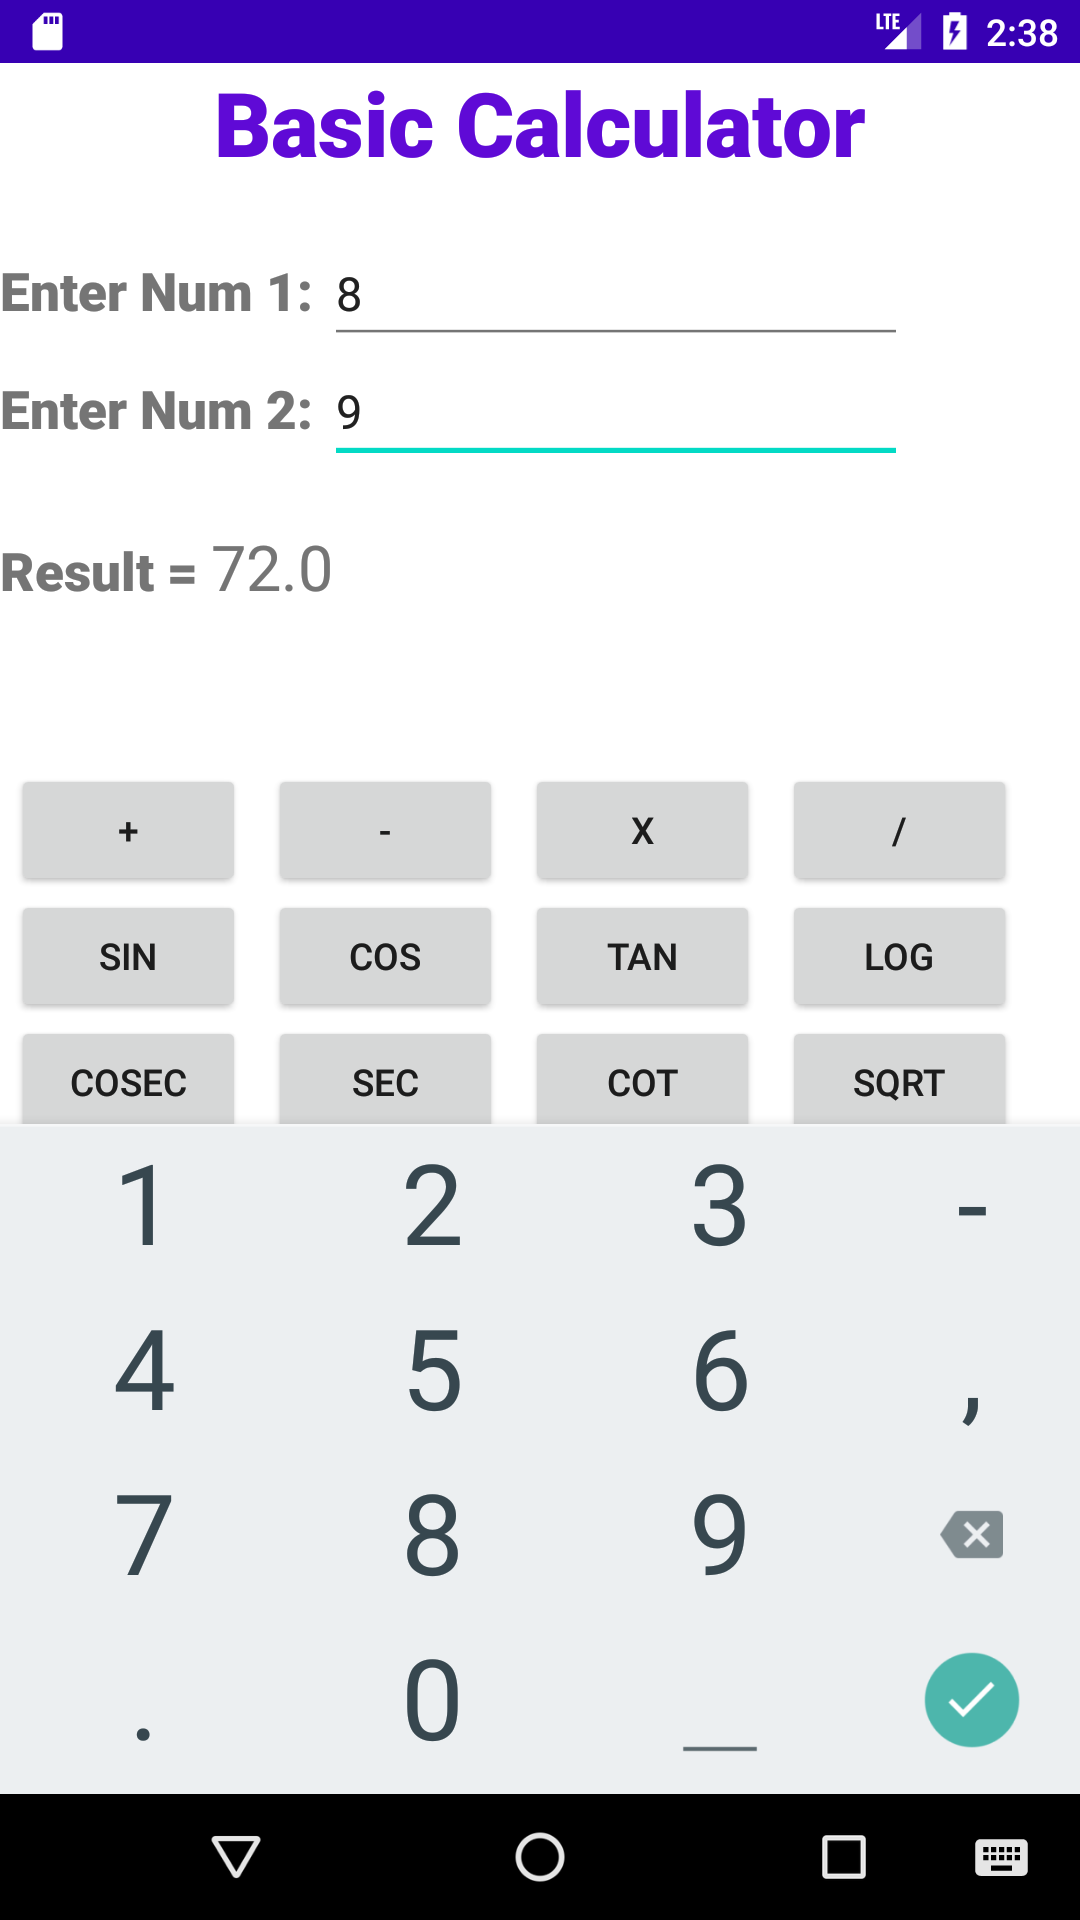 LTE 2:38
Basic Calculator
Enter Num 1: 8
Enter Num 2: 9
Result = 72.0
+ - X /
SIN COS TAN LOG
COSEC SEC COT SQRT
1 2 3 -
4 5 6 ,
7 8 9
. 0 _